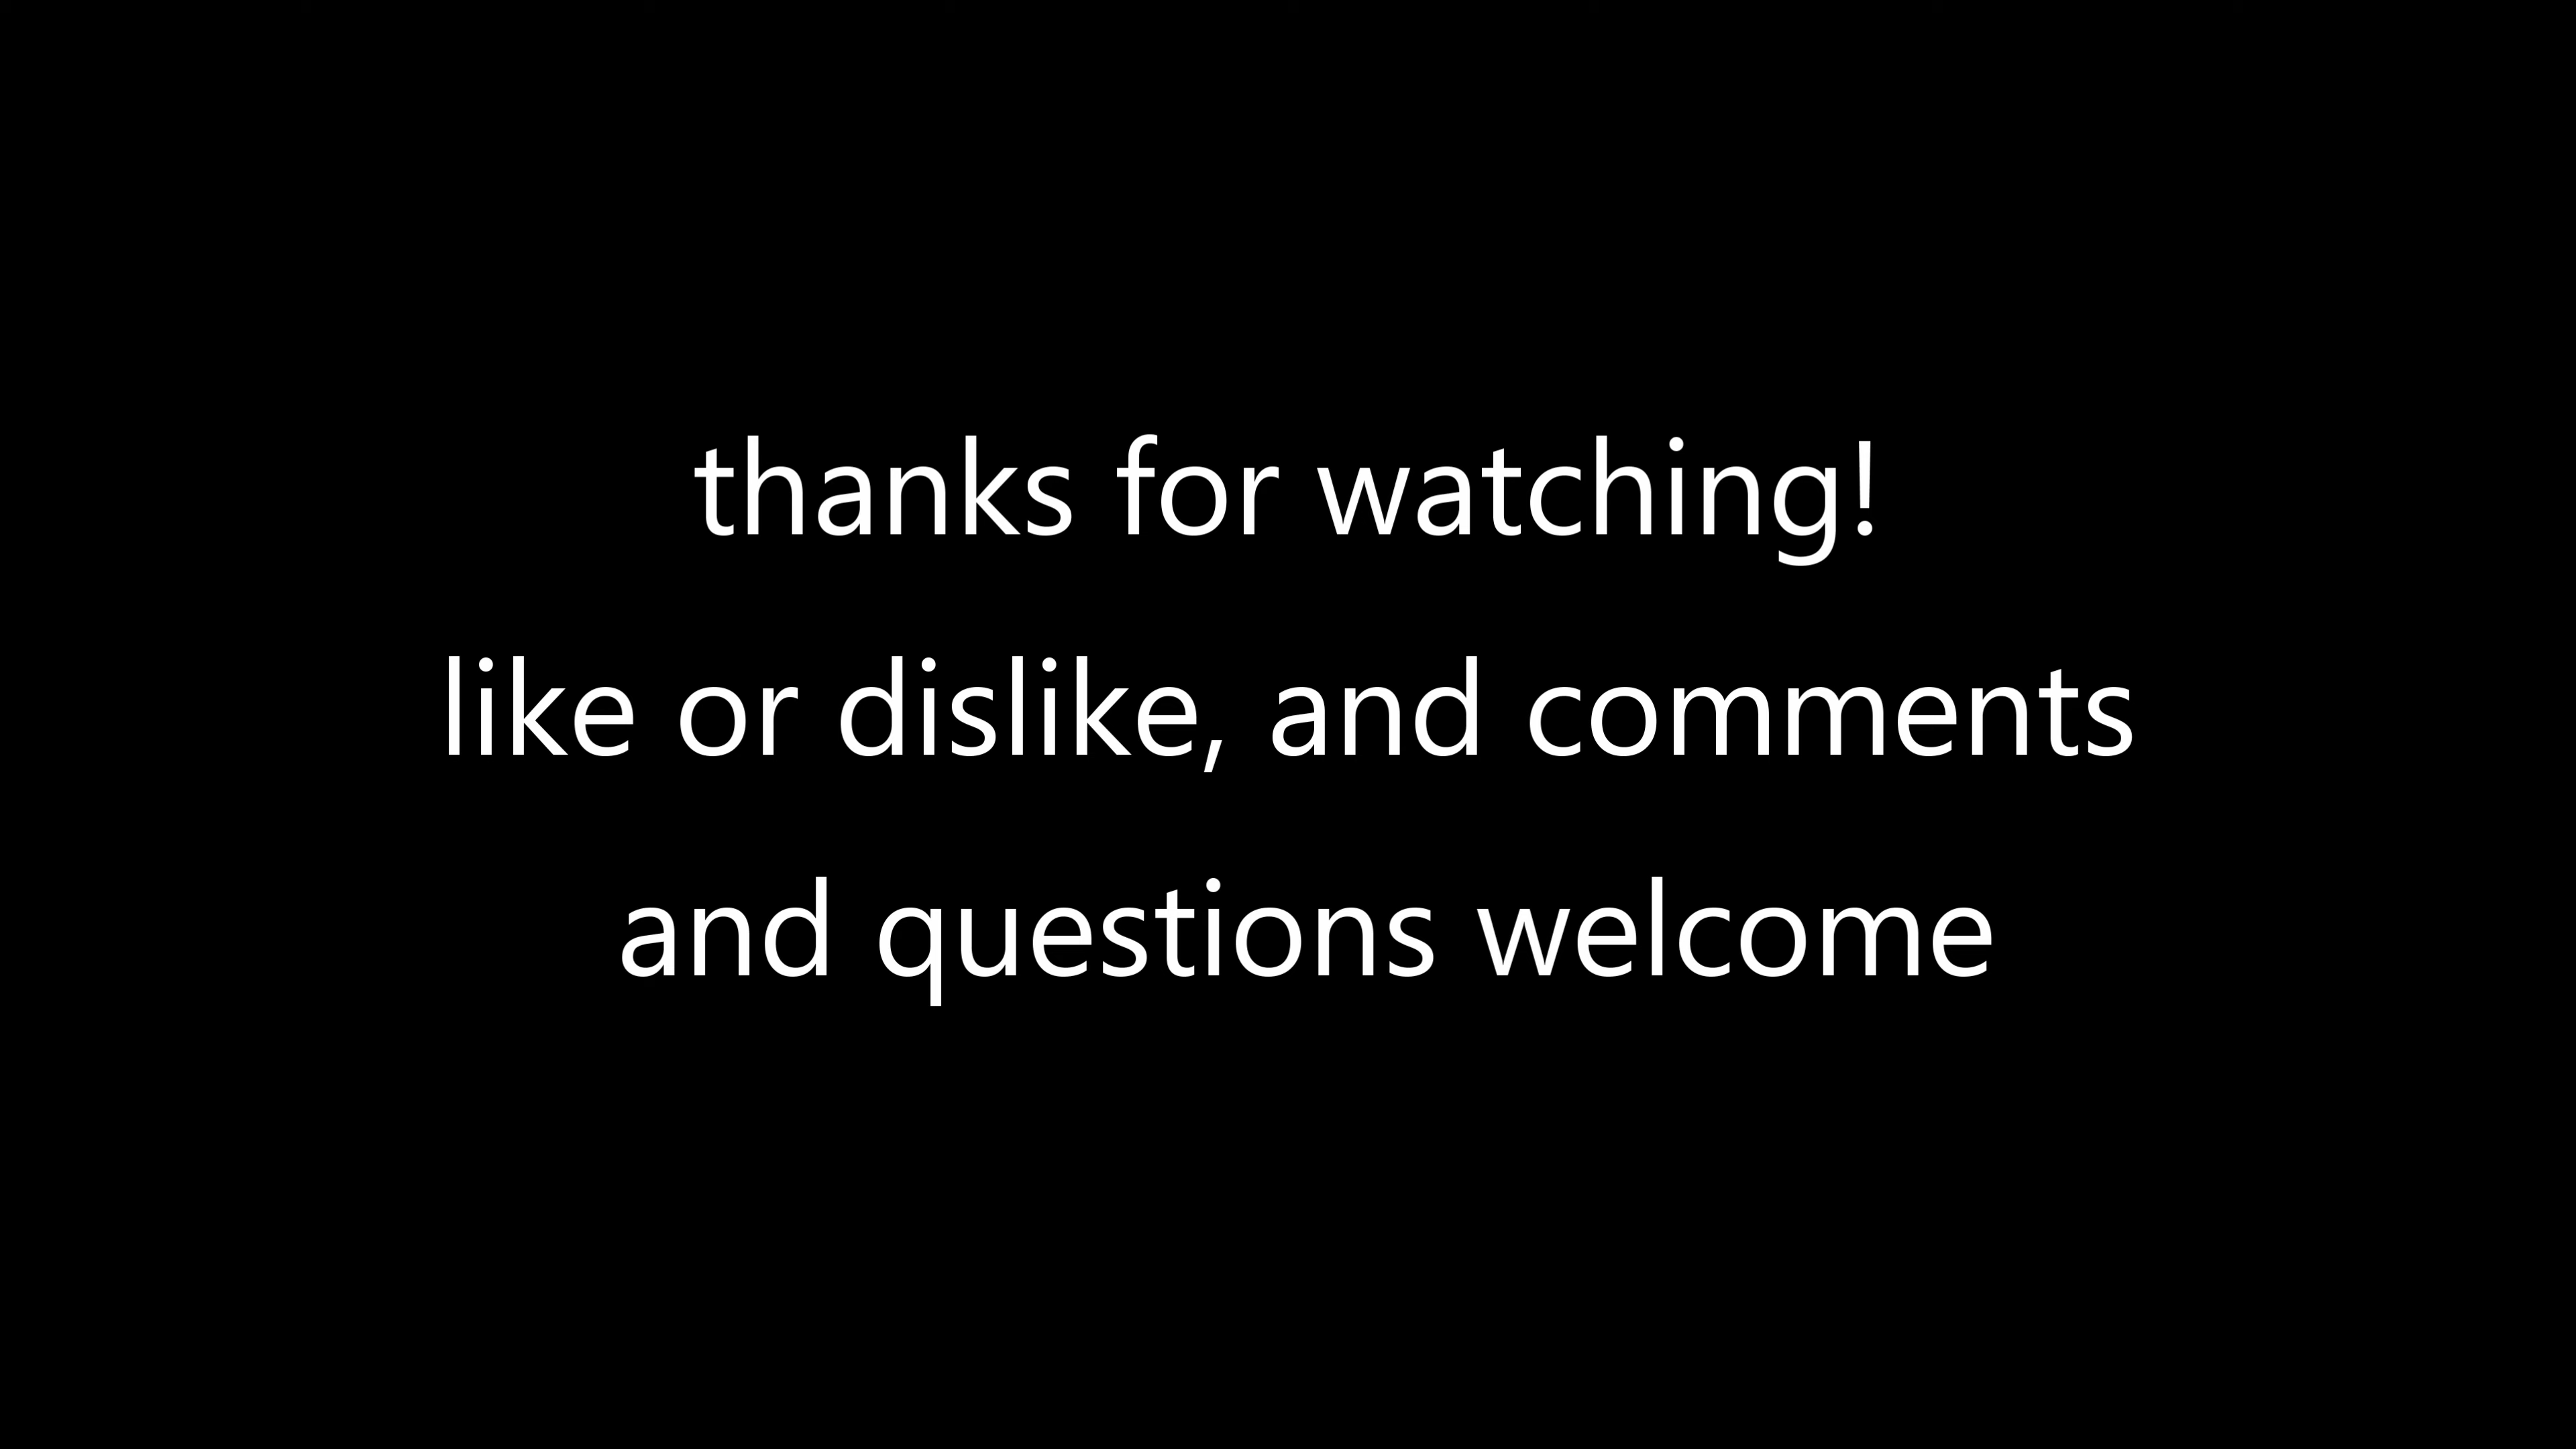 thanks for watching!
like or dislike, and comments
and questions welcome